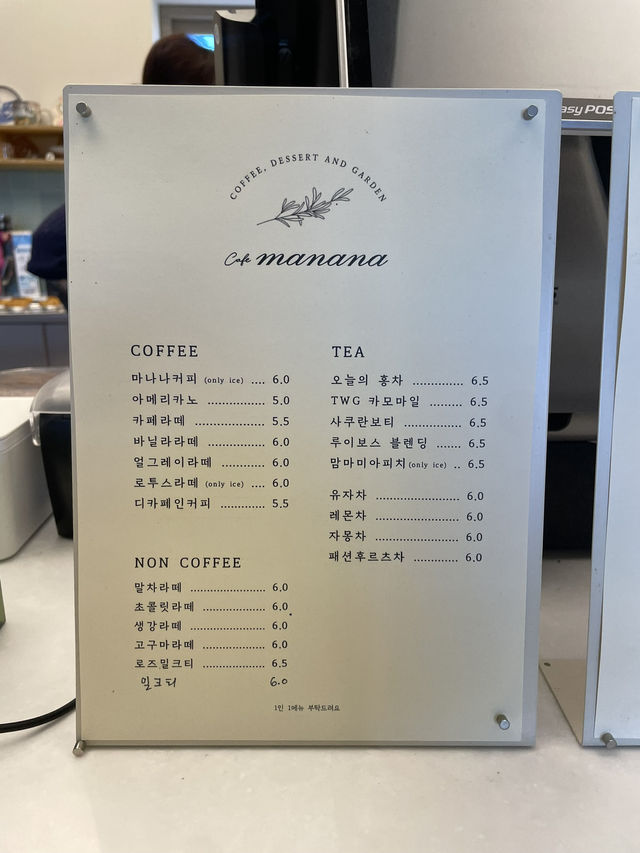 COFFEE, DESSERT AND GARDEN
Cafe manana
COFFEE
마나나커피 (only ice) .... 6.0
아메리카노 ................ 5.0
카페라떼 ................... 5.5
바닐라라떼 ................ 6.0
얼그레이라떼 ............. 6.0
로투스라떼 (only ice) .... 6.0
디카페인커피 ............. 5.5
NON COFFEE
말차라떼 ..................... 6.0
초콜릿라떼 .................. 6.0
생강라떼 ..................... 6.0
고구마라떼 .................. 6.0
로즈밀크티 .................. 6.5
밀크티 6.0
TEA
오늘의 홍차 .............. 6.5
TWG 카모마일 ......... 6.5
사쿠란보티 ................ 6.5
루이보스 블렌딩 ....... 6.5
맘마미아피치(only ice) .. 6.5
유자차 ....................... 6.0
레몬차 ....................... 6.0
자몽차 ....................... 6.0
패션후르츠차 ............ 6.0
1인 1메뉴 부탁드려요
asyPOS